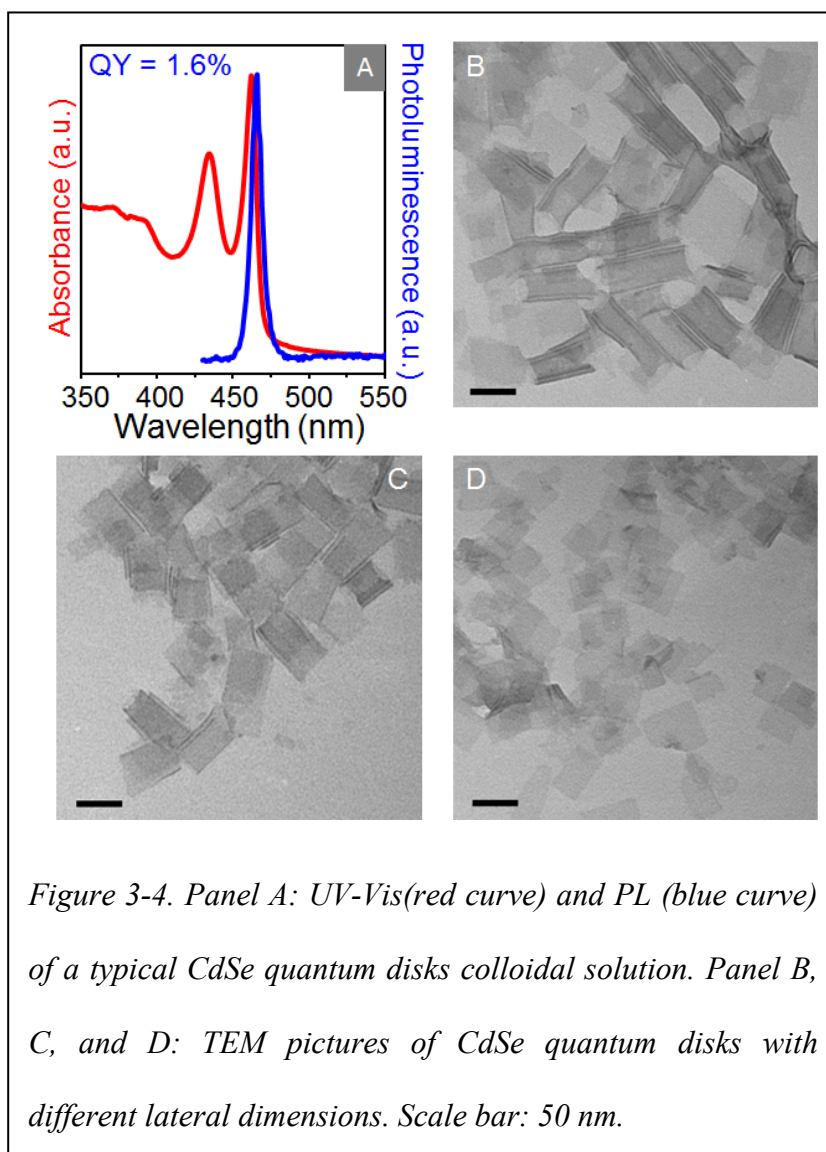 QY = 1.6%
A
Absorbance (a.u.)
Photoluminescence (a.u.)
350 400 450 500 550
Wavelength (nm)
B
C
D
Figure 3-4. Panel A: UV-Vis(red curve) and PL (blue curve)
of a typical CdSe quantum disks colloidal solution. Panel B,
C, and D: TEM pictures of CdSe quantum disks with
different lateral dimensions. Scale bar: 50 nm.